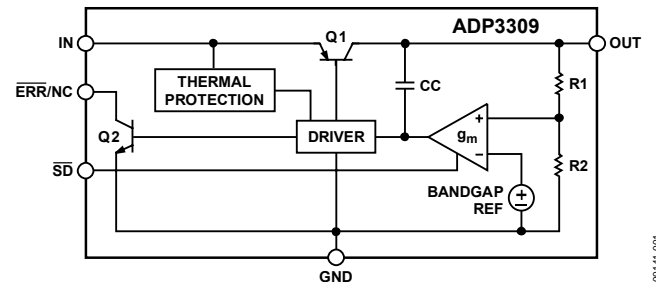 ADP3309
IN
Q1
OUT
THERMAL
PROTECTION
CC
R1
ERR/NC
Q2
DRIVER
gm
+
−
R2
SD
BANDGAP
REF
+
−
GND